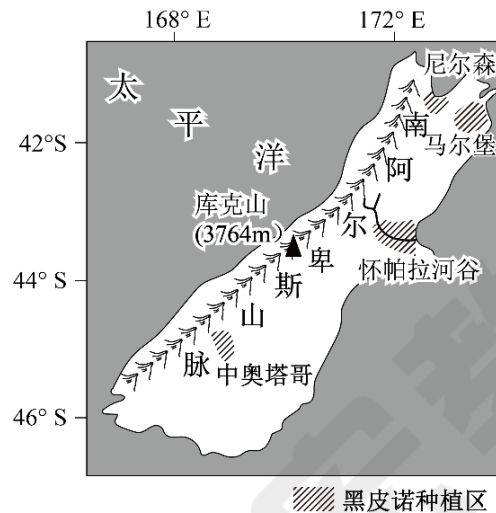 168° E
172° E
尼尔森
太
平
洋
42° S
南
马尔堡
阿
库克山
(3764m)
尔
卑
怀帕拉河谷
44° S
斯
山
脉
中奥塔哥
46° S
黑皮诺种植区